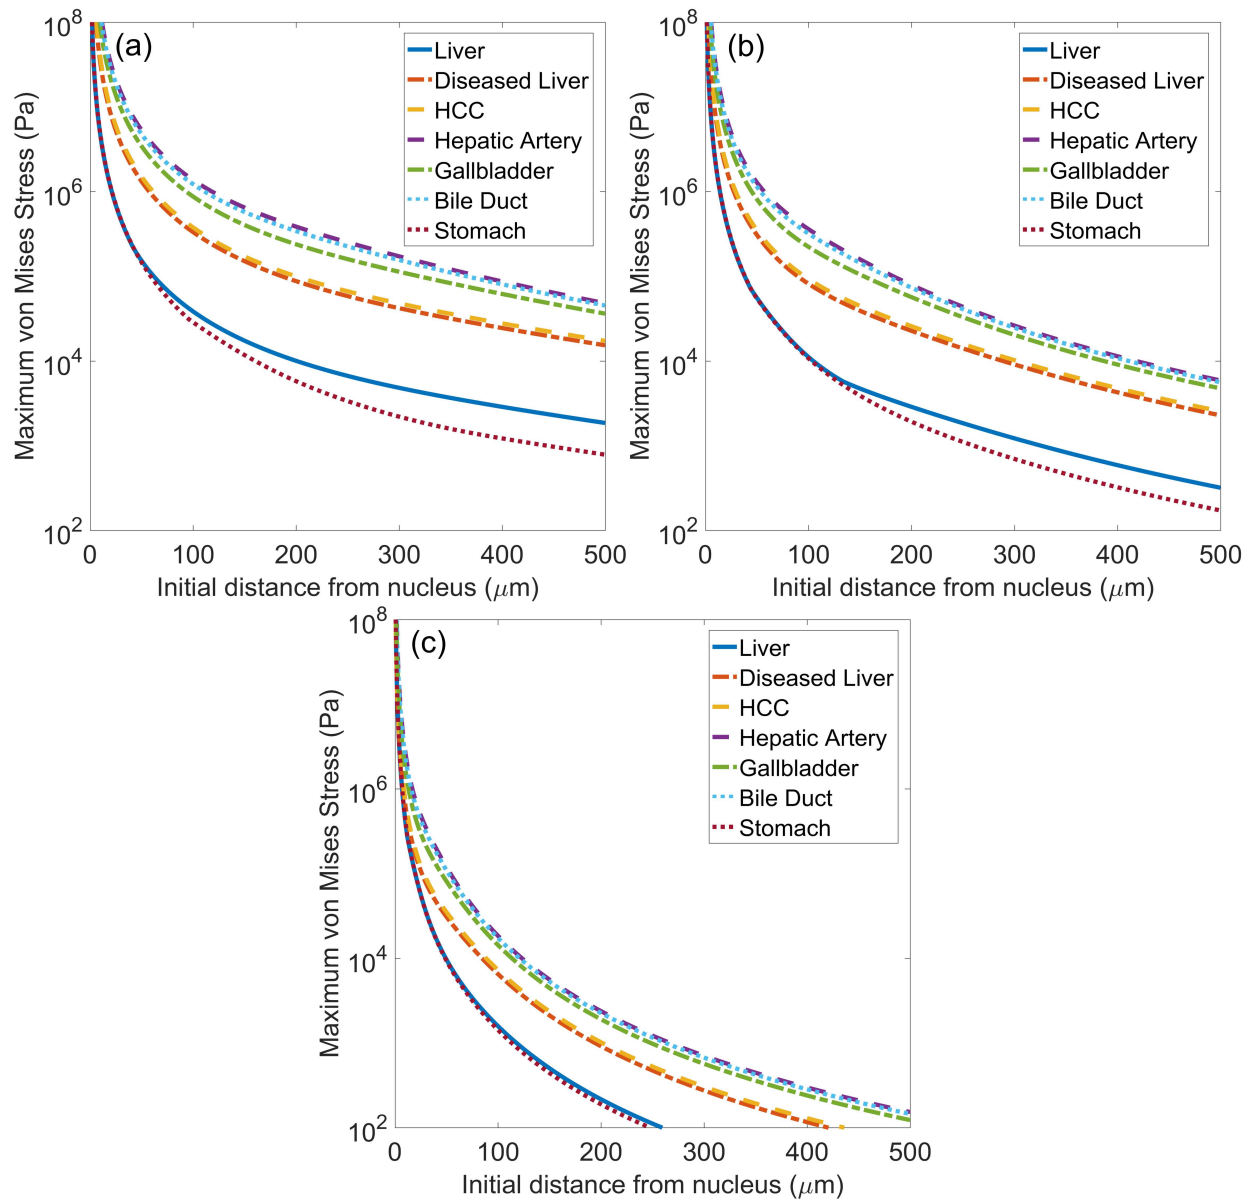 (a)
Liver
Diseased Liver
HCC
Hepatic Artery
Gallbladder
Bile Duct
Stomach
10^8
10^6
10^4
10^2
Maximum von Mises Stress (Pa)
0 100 200 300 400 500
Initial distance from nucleus (μm)
(b)
Liver
Diseased Liver
HCC
Hepatic Artery
Gallbladder
Bile Duct
Stomach
10^8
10^6
10^4
10^2
Maximum von Mises Stress (Pa)
0 100 200 300 400 500
Initial distance from nucleus (μm)
(c)
Liver
Diseased Liver
HCC
Hepatic Artery
Gallbladder
Bile Duct
Stomach
10^8
10^6
10^4
10^2
Maximum von Mises Stress (Pa)
0 100 200 300 400 500
Initial distance from nucleus (μm)